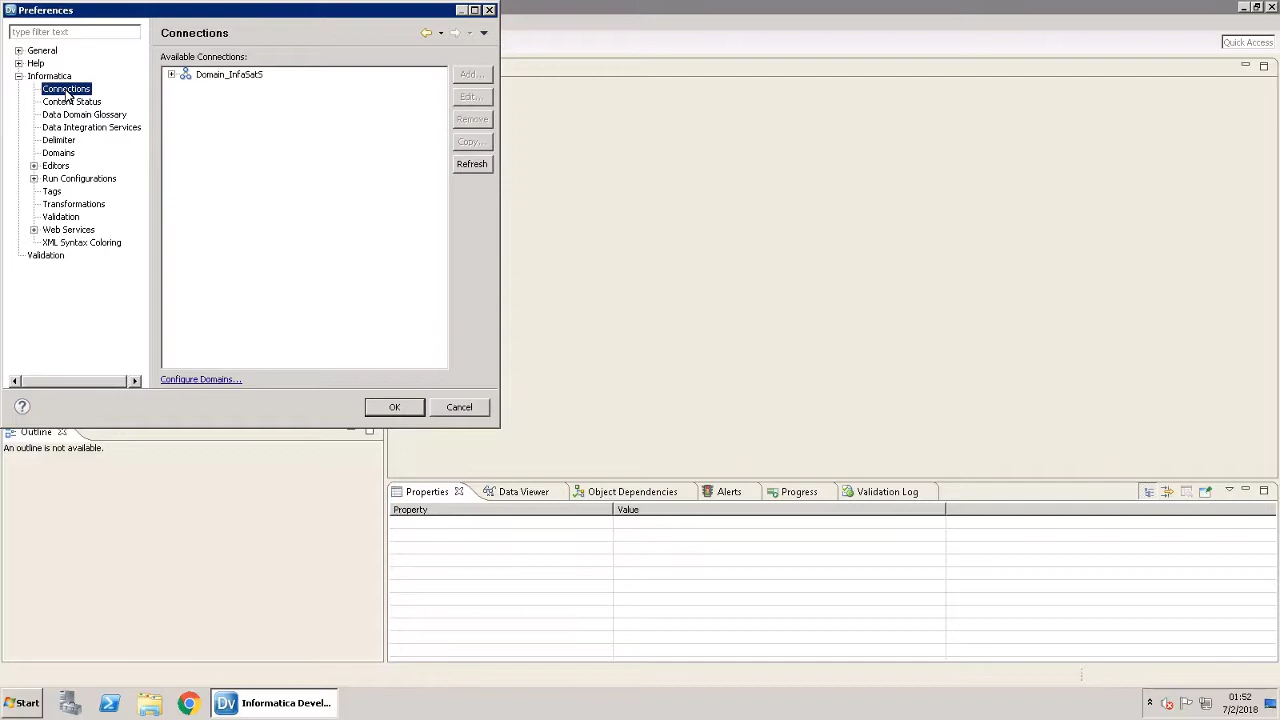 Preferences
type filter text
General
Help
Informatica
Connections
Content Status
Data Domain Glossary
Data Integration Services
Delimiter
Domains
Editors
Run Configurations
Tags
Transformations
Validation
Web Services
XML Syntax Coloring
Validation
Connections
Available Connections:
Domain_InfaSat5
Add...
Edit...
Remove
Copy...
Refresh
Configure Domains...
OK
Cancel
Quick Access
Outline
An outline is not available.
Properties
Data Viewer
Object Dependencies
Alerts
Progress
Validation Log
Property
Value
Start
Dv
Informatica Devel...
01:52
7/2/2018